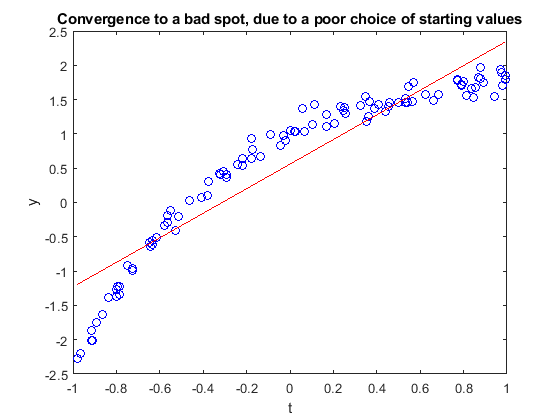 Convergence to a bad spot, due to a poor choice of starting values
2.5
2
1.5
1
0.5
0
-0.5
-1
-1.5
-2
-2.5
y
-1 -0.8 -0.6 -0.4 -0.2 0 0.2 0.4 0.6 0.8 1
t